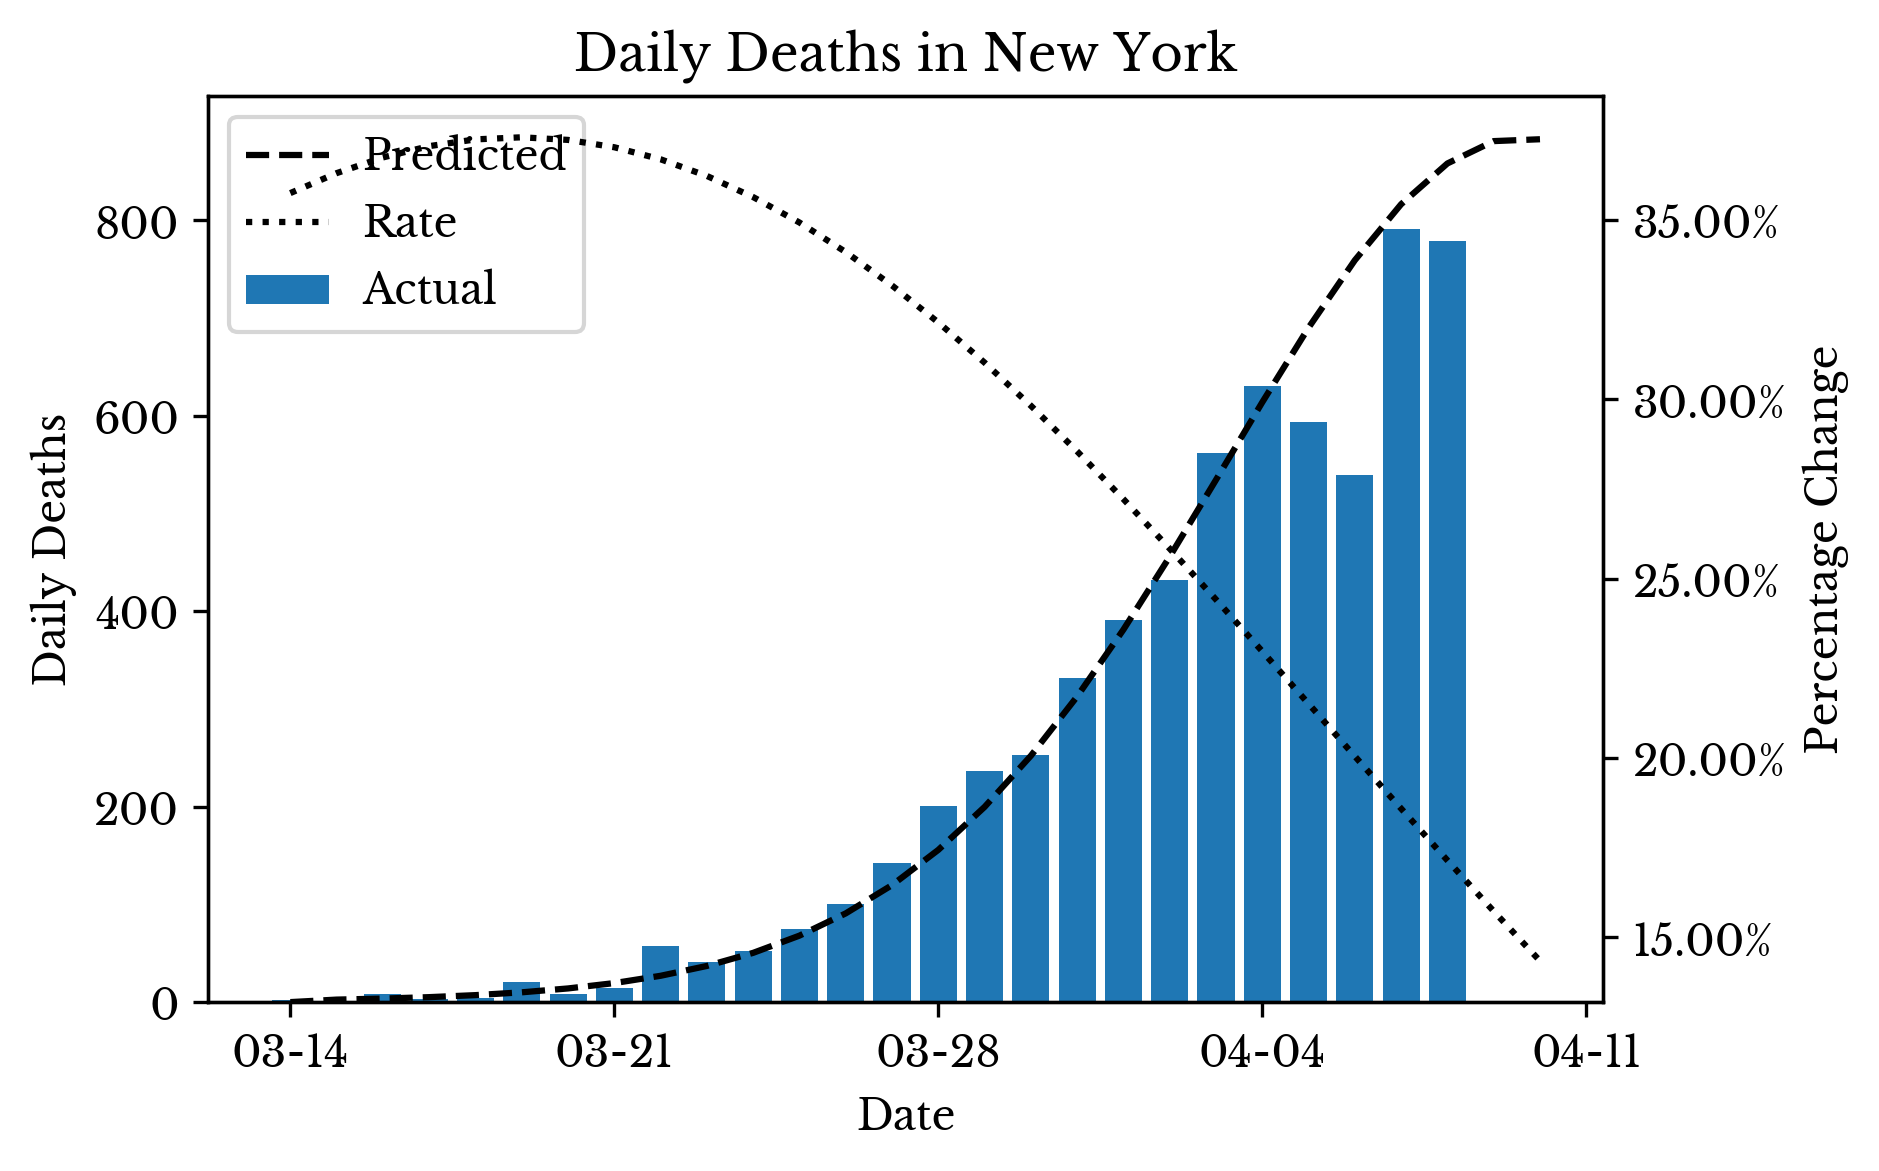 Daily Deaths in New York
Predicted
Rate
Actual
Daily Deaths
800
600
400
200
0
35.00%
30.00%
25.00%
20.00%
15.00%
Percentage Change
03-14
03-21
03-28
04-04
04-11
Date